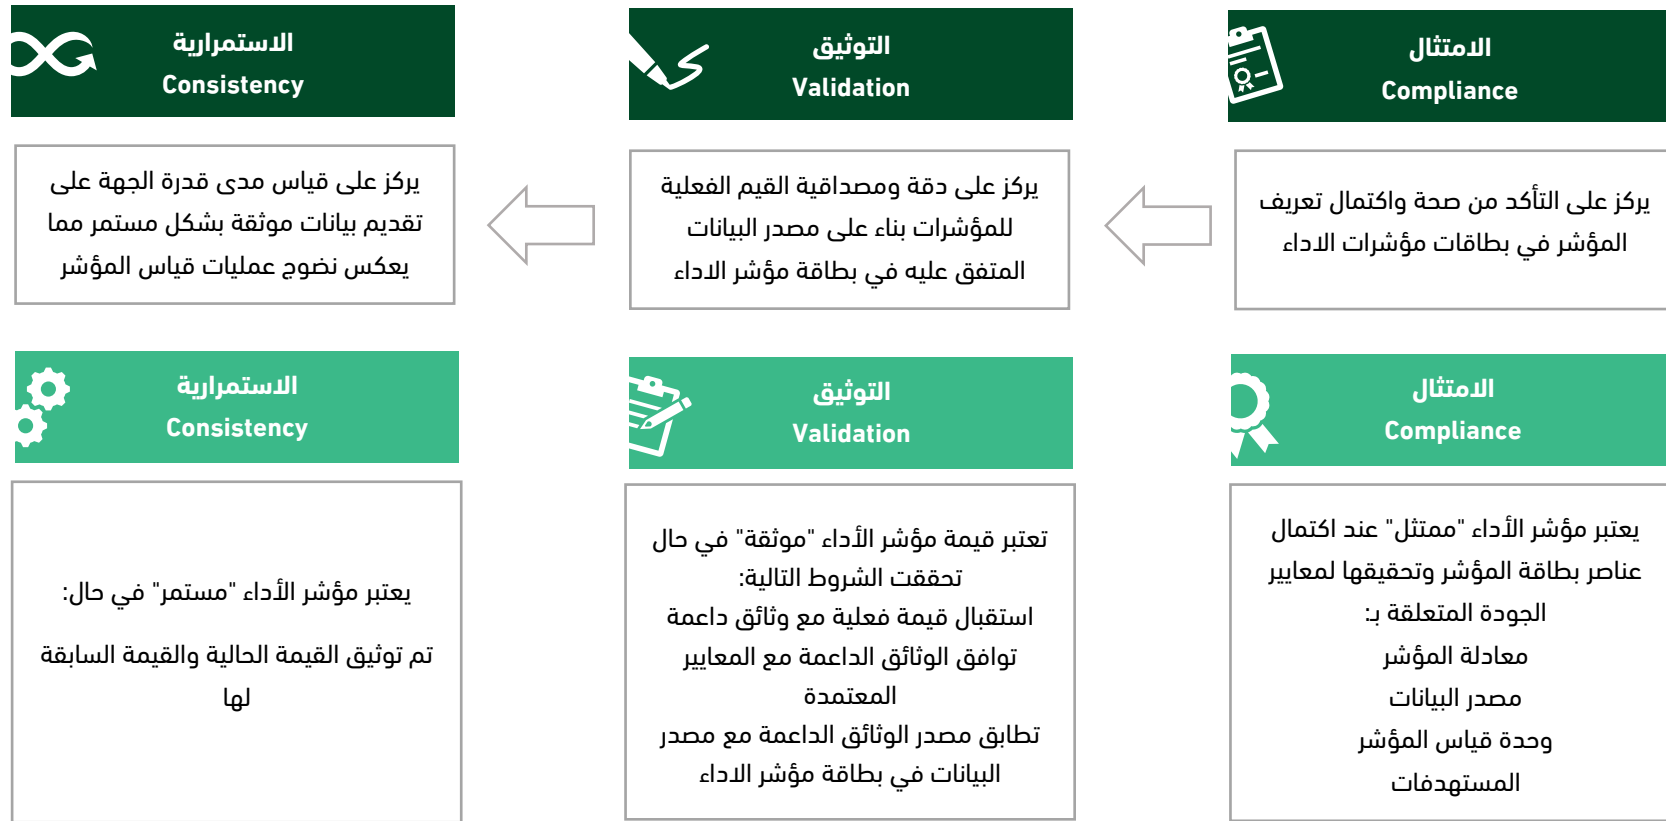 الامتثال
Compliance
التوثيق
Validation
الاستمرارية
Consistency
يركز على التأكد من صحة واكتمال تعريف
المؤشر في بطاقات مؤشرات الاداء
يركز على دقة ومصداقية القيم الفعلية
للمؤشرات بناء على مصدر البيانات
المتفق عليه في بطاقة مؤشر الاداء
يركز على قياس مدى قدرة الجهة على
تقديم بيانات موثقة بشكل مستمر مما
يعكس نضوج عمليات قياس المؤشر
الامتثال
Compliance
التوثيق
Validation
الاستمرارية
Consistency
يعتبر مؤشر الأداء "ممتثل" عند اكتمال
عناصر بطاقة المؤشر وتحقيقها لمعايير
الجودة المتعلقة بـ:
معادلة المؤشر
مصدر البيانات
وحدة قياس المؤشر
المستهدفات
تعتبر قيمة مؤشر الأداء "موثقة" في حال
تحققت الشروط التالية:
استقبال قيمة فعلية مع وثائق داعمة
توافق الوثائق الداعمة مع المعايير
المعتمدة
تطابق مصدر الوثائق الداعمة مع مصدر
البيانات في بطاقة مؤشر الاداء
يعتبر مؤشر الأداء "مستمر" في حال:
تم توثيق القيمة الحالية والقيمة السابقة
لها